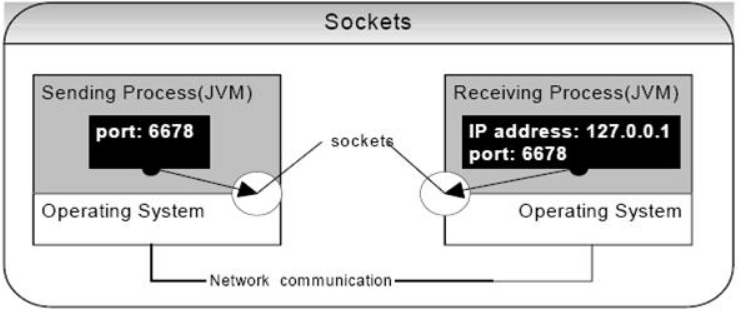 Sockets
Sending Process(JVM)
port: 6678
Operating System
sockets
Receiving Process(JVM)
IP address: 127.0.0.1
port: 6678
Operating System
Network communication